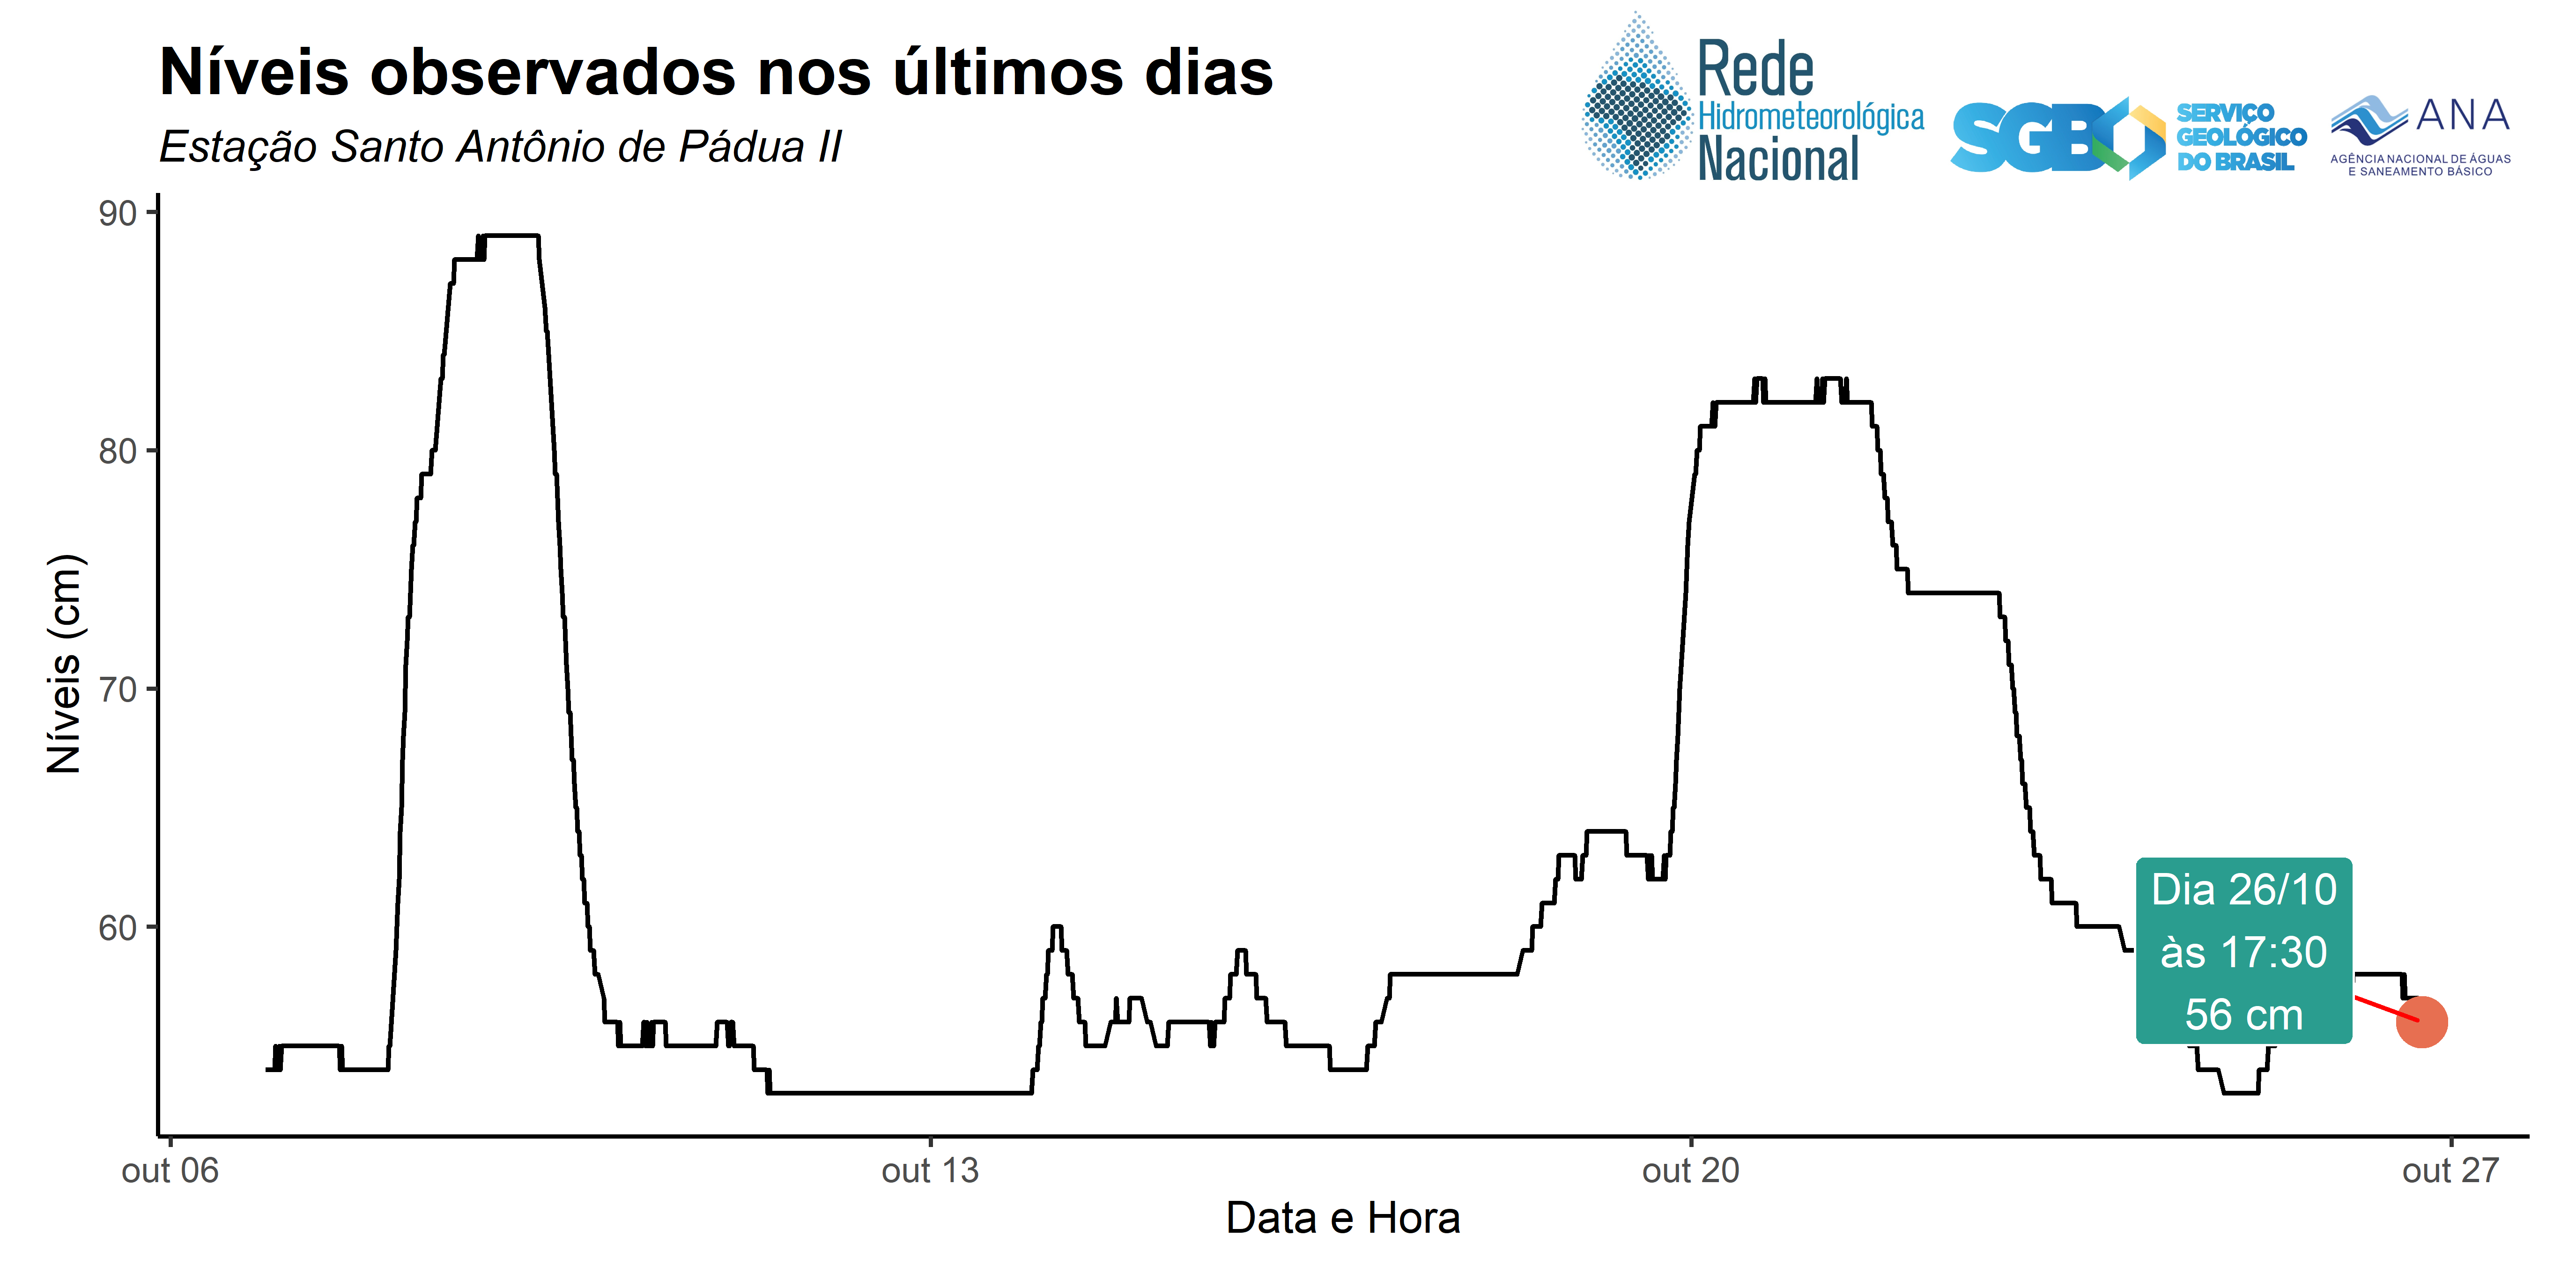 Níveis observados nos últimos dias
Estação Santo Antônio de Pádua II
Rede
Hidrometeorológica
Nacional
SGB
SERVIÇO
GEOLÓGICO
DO BRASIL
ANA
AGÊNCIA NACIONAL DE ÁGUAS
E SANEAMENTO BÁSICO
Níveis (cm)
90
80
70
60
Dia 26/10
às 17:30
56 cm
out 06
out 13
out 20
out 27
Data e Hora